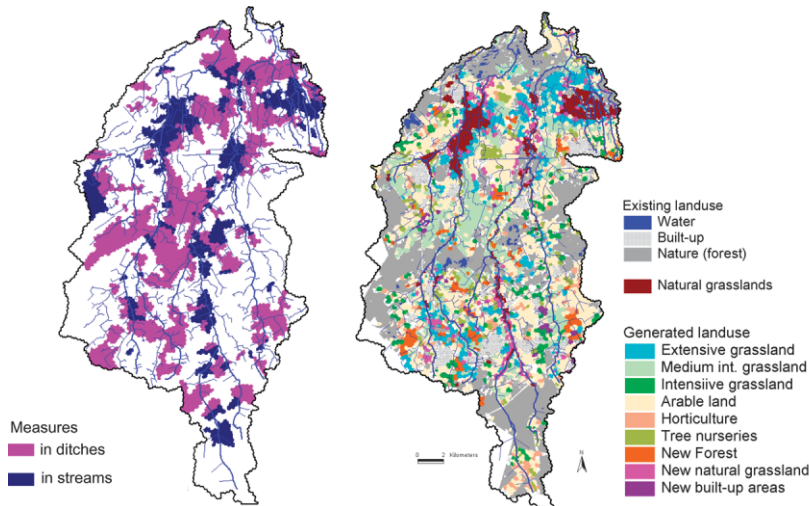 Measures
in ditches
in streams
0 2 Kilometers
N
Existing landuse
Water
Built-up
Nature (forest)
Natural grasslands
Generated landuse
Extensive grassland
Medium int. grassland
Intensiive grassland
Arable land
Horticulture
Tree nurseries
New Forest
New natural grassland
New built-up areas